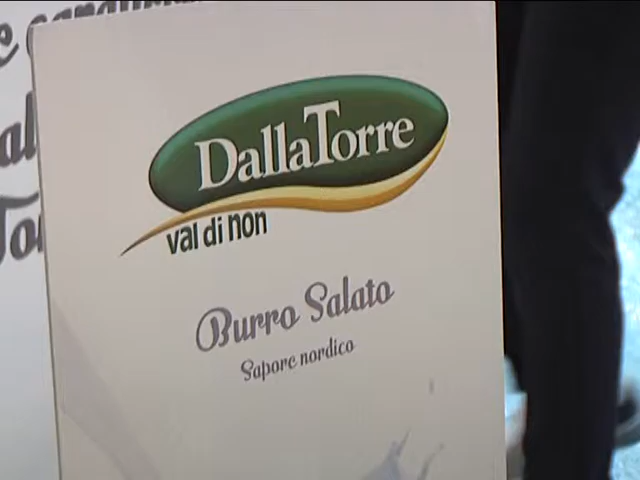 DallaTorre
val di non
Burro Salato
Sapore nordico